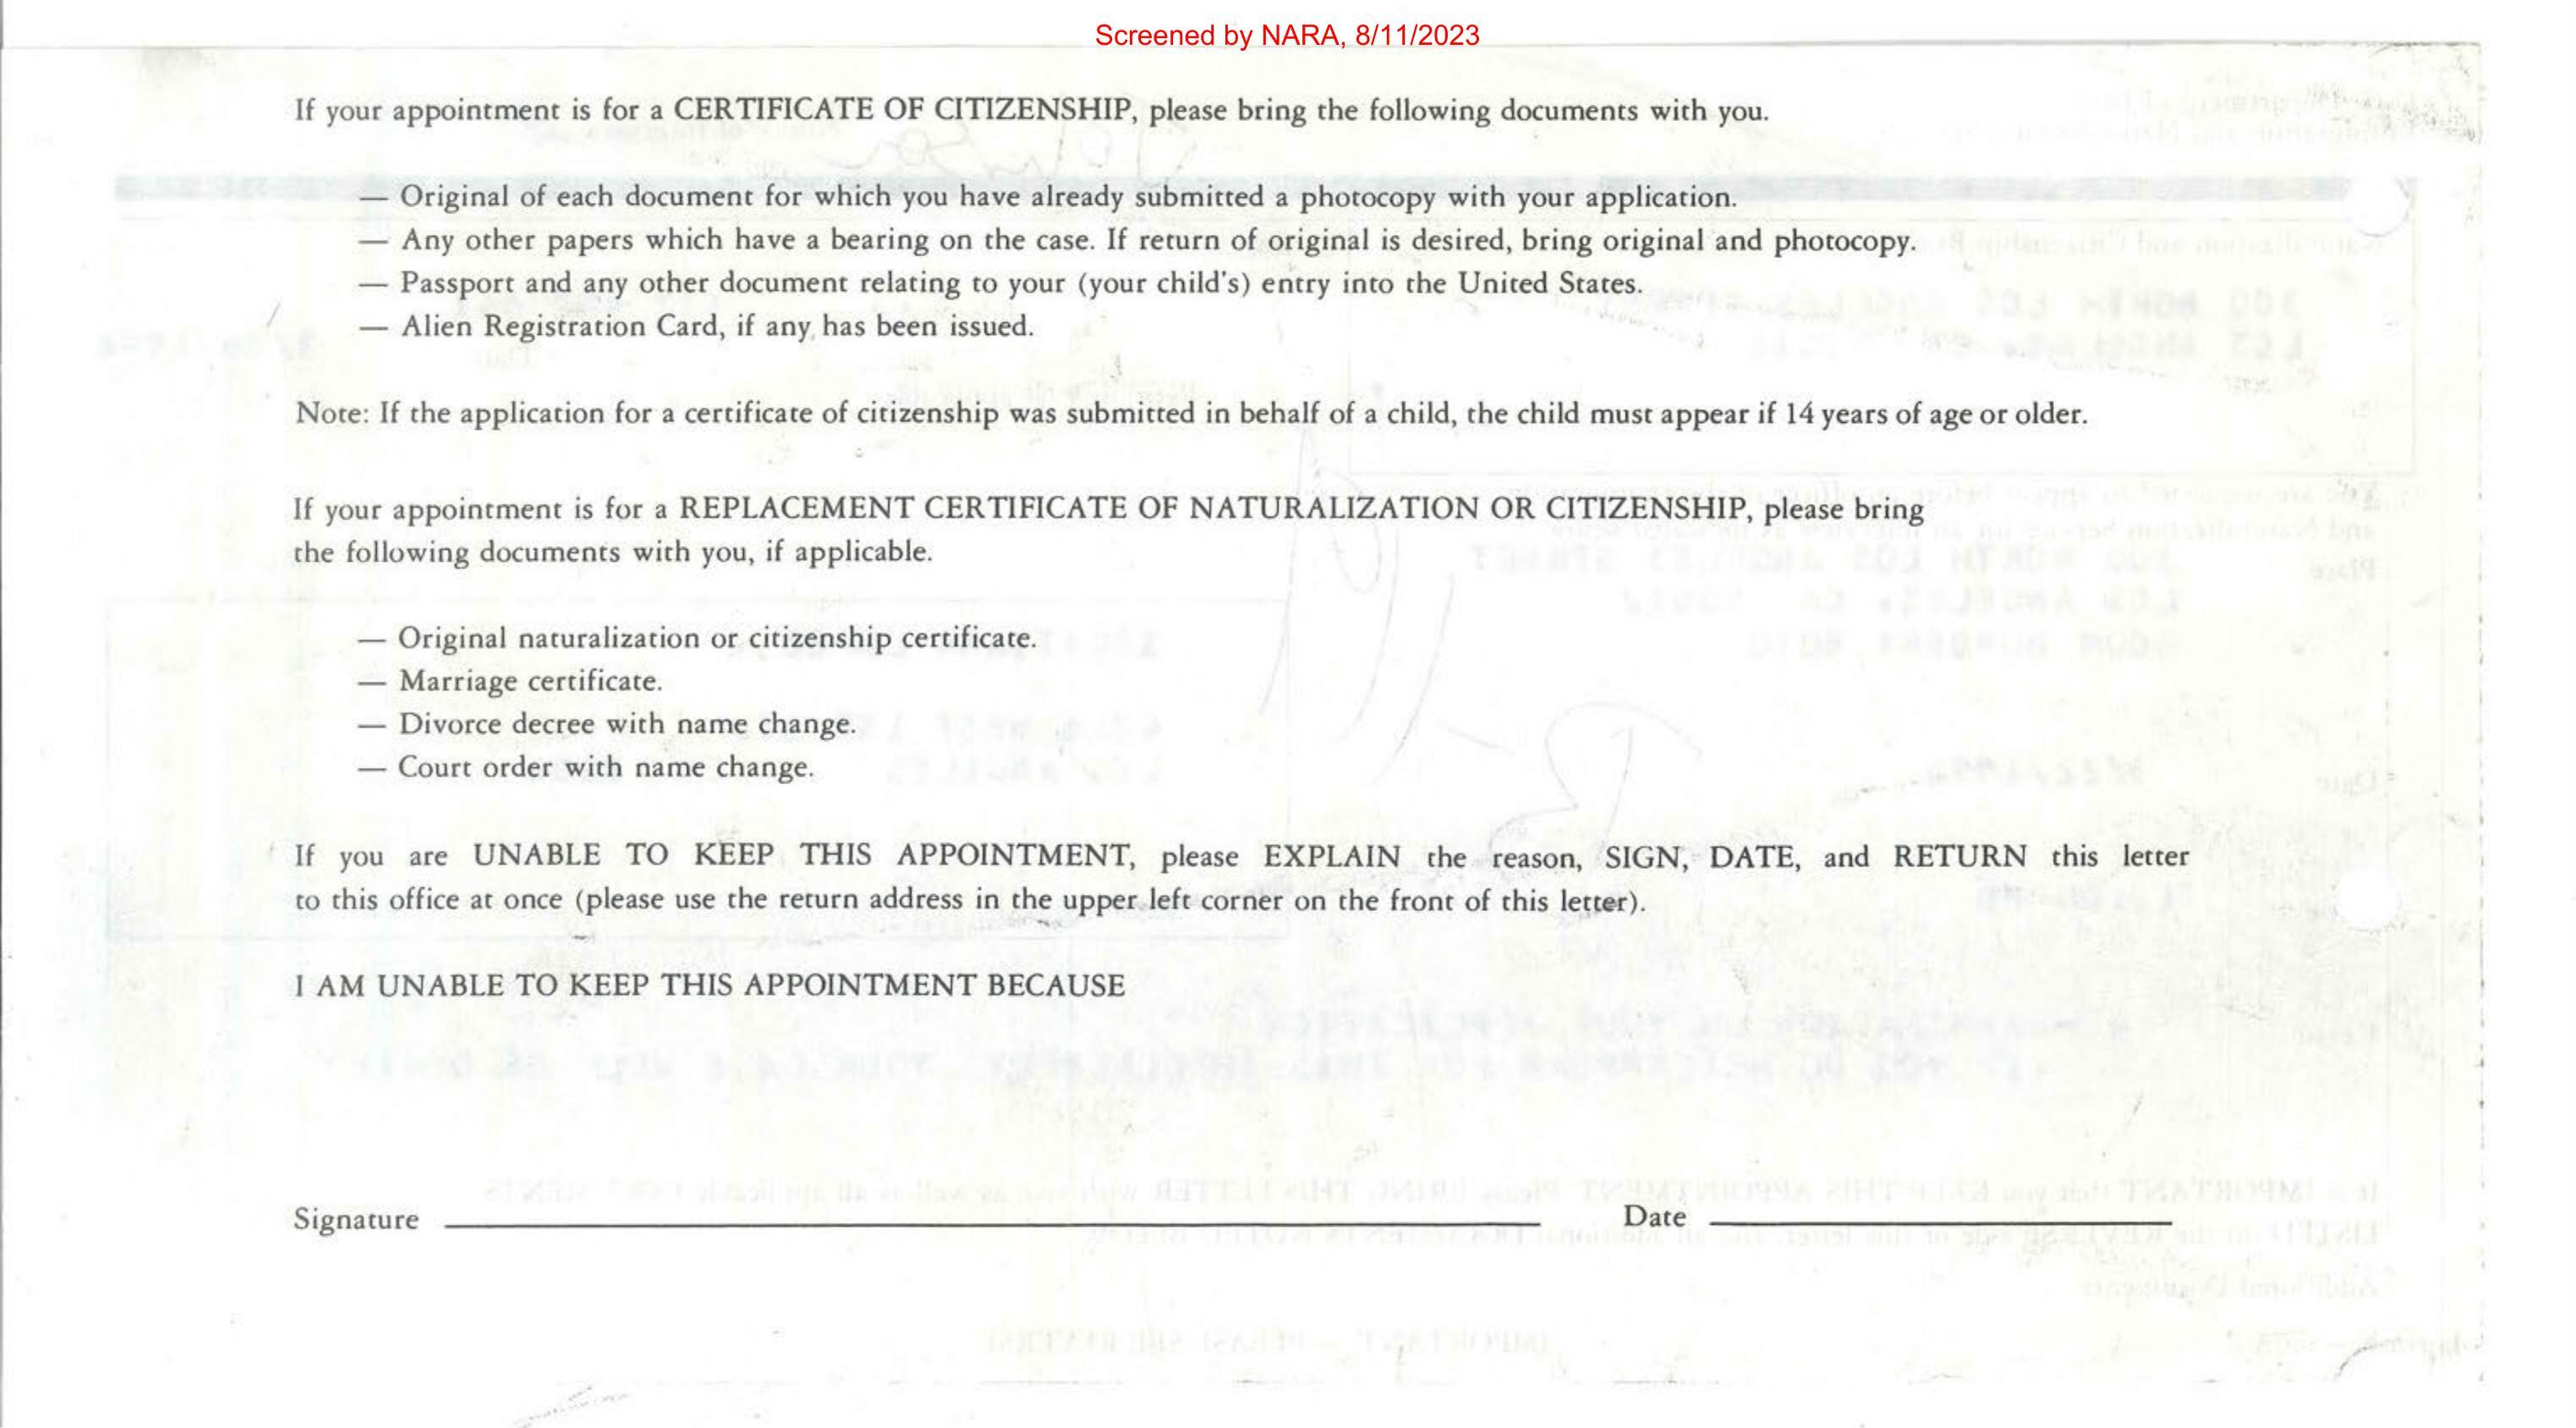 Screened by NARA, 8/11/2023
If your appointment is for a CERTIFICATE OF CITIZENSHIP, please bring the following documents with you.
— Original of each document for which you have already submitted a photocopy with your application.
— Any other papers which have a bearing on the case. If return of original is desired, bring original and photocopy.
— Passport and any other document relating to your (your child's) entry into the United States.
— Alien Registration Card, if any, has been issued.
Note: If the application for a certificate of citizenship was submitted in behalf of a child, the child must appear if 14 years of age or older.
If your appointment is for a REPLACEMENT CERTIFICATE OF NATURALIZATION OR CITIZENSHIP, please bring
the following documents with you, if applicable.
— Original naturalization or citizenship certificate.
— Marriage certificate.
— Divorce decree with name change.
— Court order with name change.
If you are UNABLE TO KEEP THIS APPOINTMENT, please EXPLAIN the reason, SIGN, DATE, and RETURN this letter
to this office at once (please use the return address in the upper left corner on the front of this letter).
I AM UNABLE TO KEEP THIS APPOINTMENT BECAUSE
Signature Date